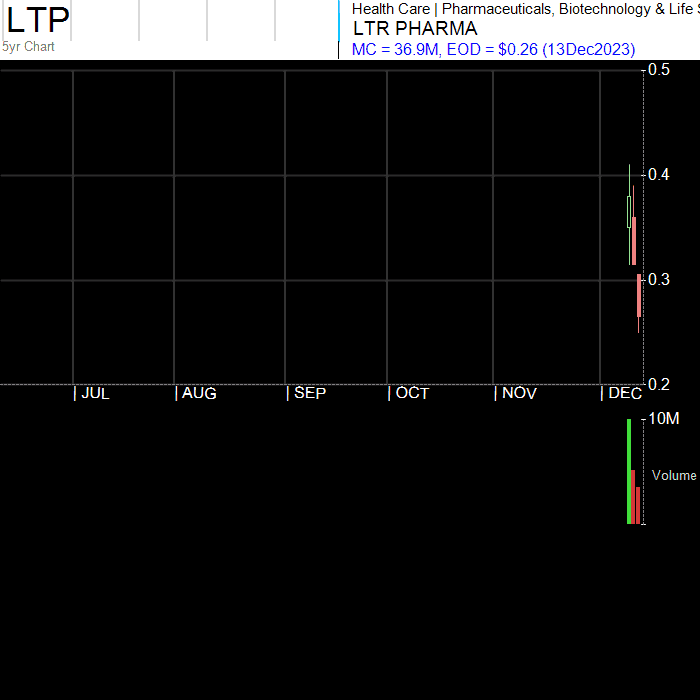 LTP
5yr Chart
Health Care | Pharmaceuticals, Biotechnology & Life
LTR PHARMA
MC = 36.9M, EOD = $0.26 (13Dec2023)
0.5
0.4
0.3
0.2
| JUL | AUG | SEP | OCT | NOV | DEC
10M
Volume